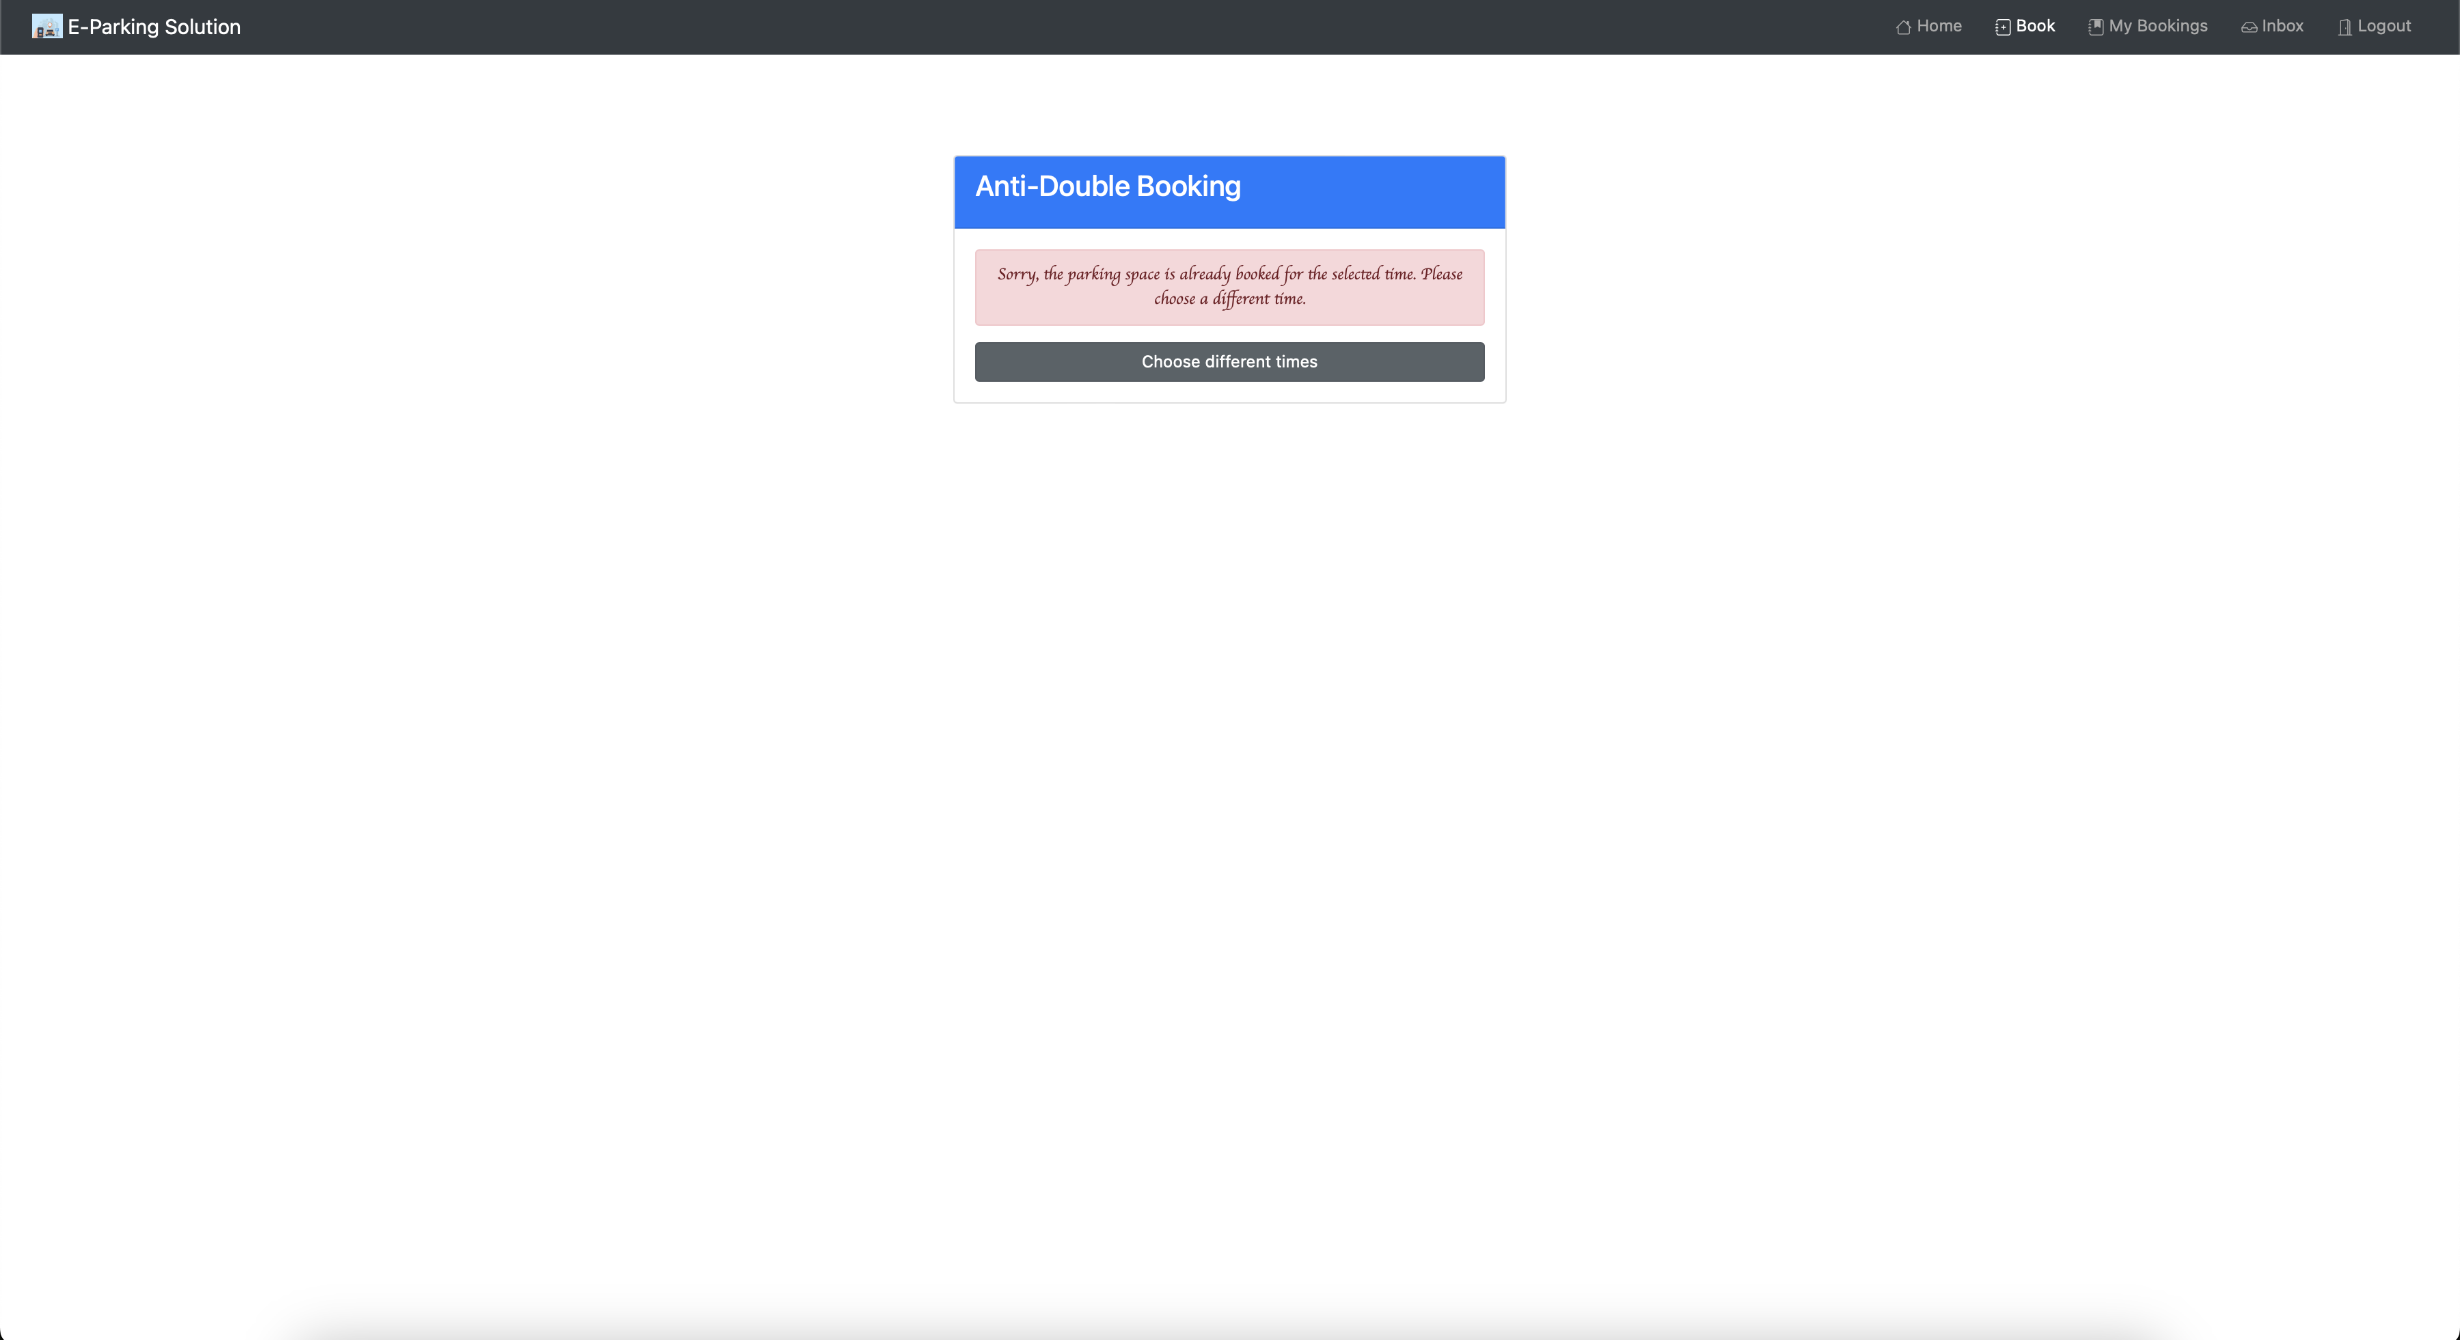 E-Parking Solution
Home Book My Bookings Inbox Logout
Anti-Double Booking
Sorry, the parking space is already booked for the selected time. Please
choose a different time.
Choose different times